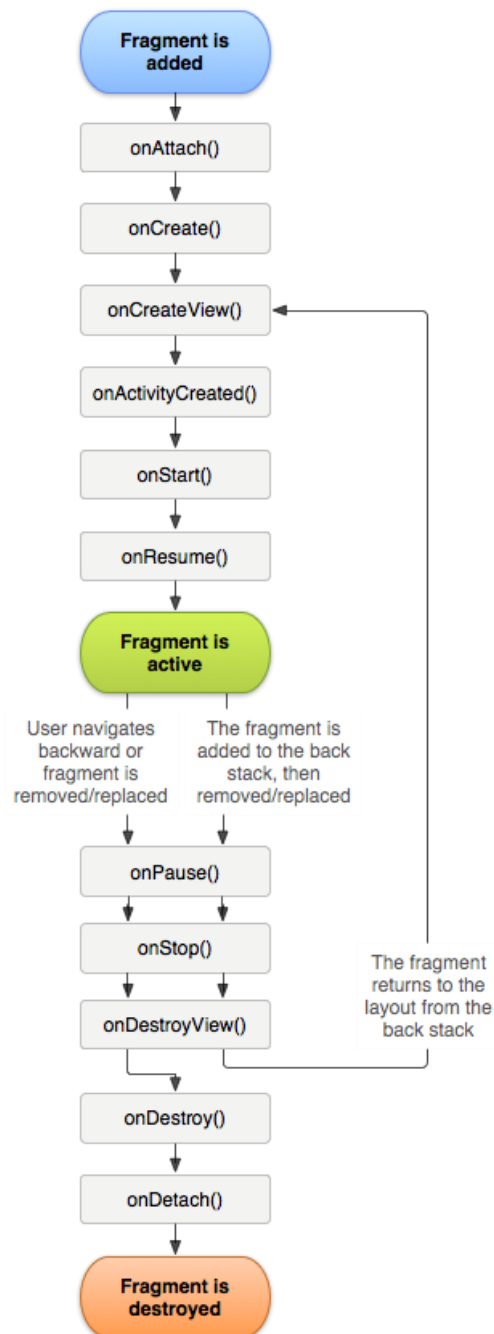 Fragment is
added
onAttach()
onCreate()
onCreateView()
onActivityCreated()
onStart()
onResume()
Fragment is
active
User navigates
backward or
fragment is
removed/replaced
The fragment is
added to the back
stack, then
removed/replaced
onPause()
onStop()
The fragment
returns to the
layout from the
back stack
onDestroyView()
onDestroy()
onDetach()
Fragment is
destroyed